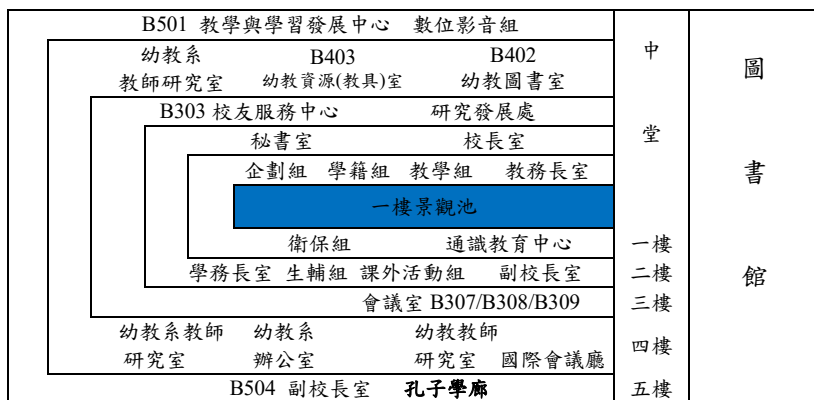 B501 教學與學習發展中心 數位影音組
幼教系 B403 B402
教師研究室 幼教資源(教具)室 幼教圖書室
B303 校友服務中心 研究發展處
秘書室 校長室
企劃組 學籍組 教學組 教務長室
一樓景觀池
衛保組 通識教育中心
學務長室 生輔組 課外活動組 副校長室
會議室 B307/B308/B309
幼教系教師 幼教系 幼教教師
研究室 辦公室 研究室 國際會議廳
B504 副校長室 孔子學廊
中
堂
一樓
二樓
三樓
四樓
五樓
圖
書
館